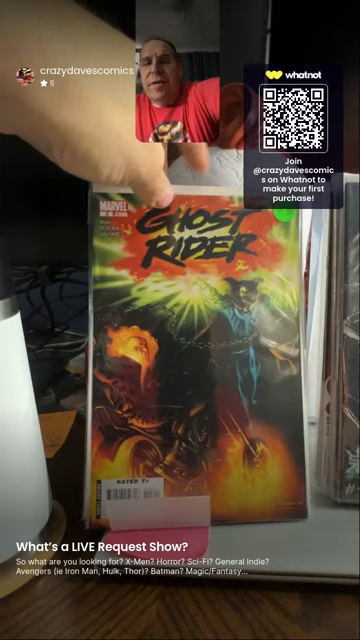 crazydavescomics
★ 5
whatnot
Join
@crazydavescomic
s on Whatnot to
make your first
purchase!
MARVEL
GHOST
RIDER
RATED T+
What's a LIVE Request Show?
So what are you looking for? X-Men? Horror? Sci-Fi? General Indie?
Avengers (ie Iron Man, Hulk, Thor)? Batman? Magic/Fantasy...